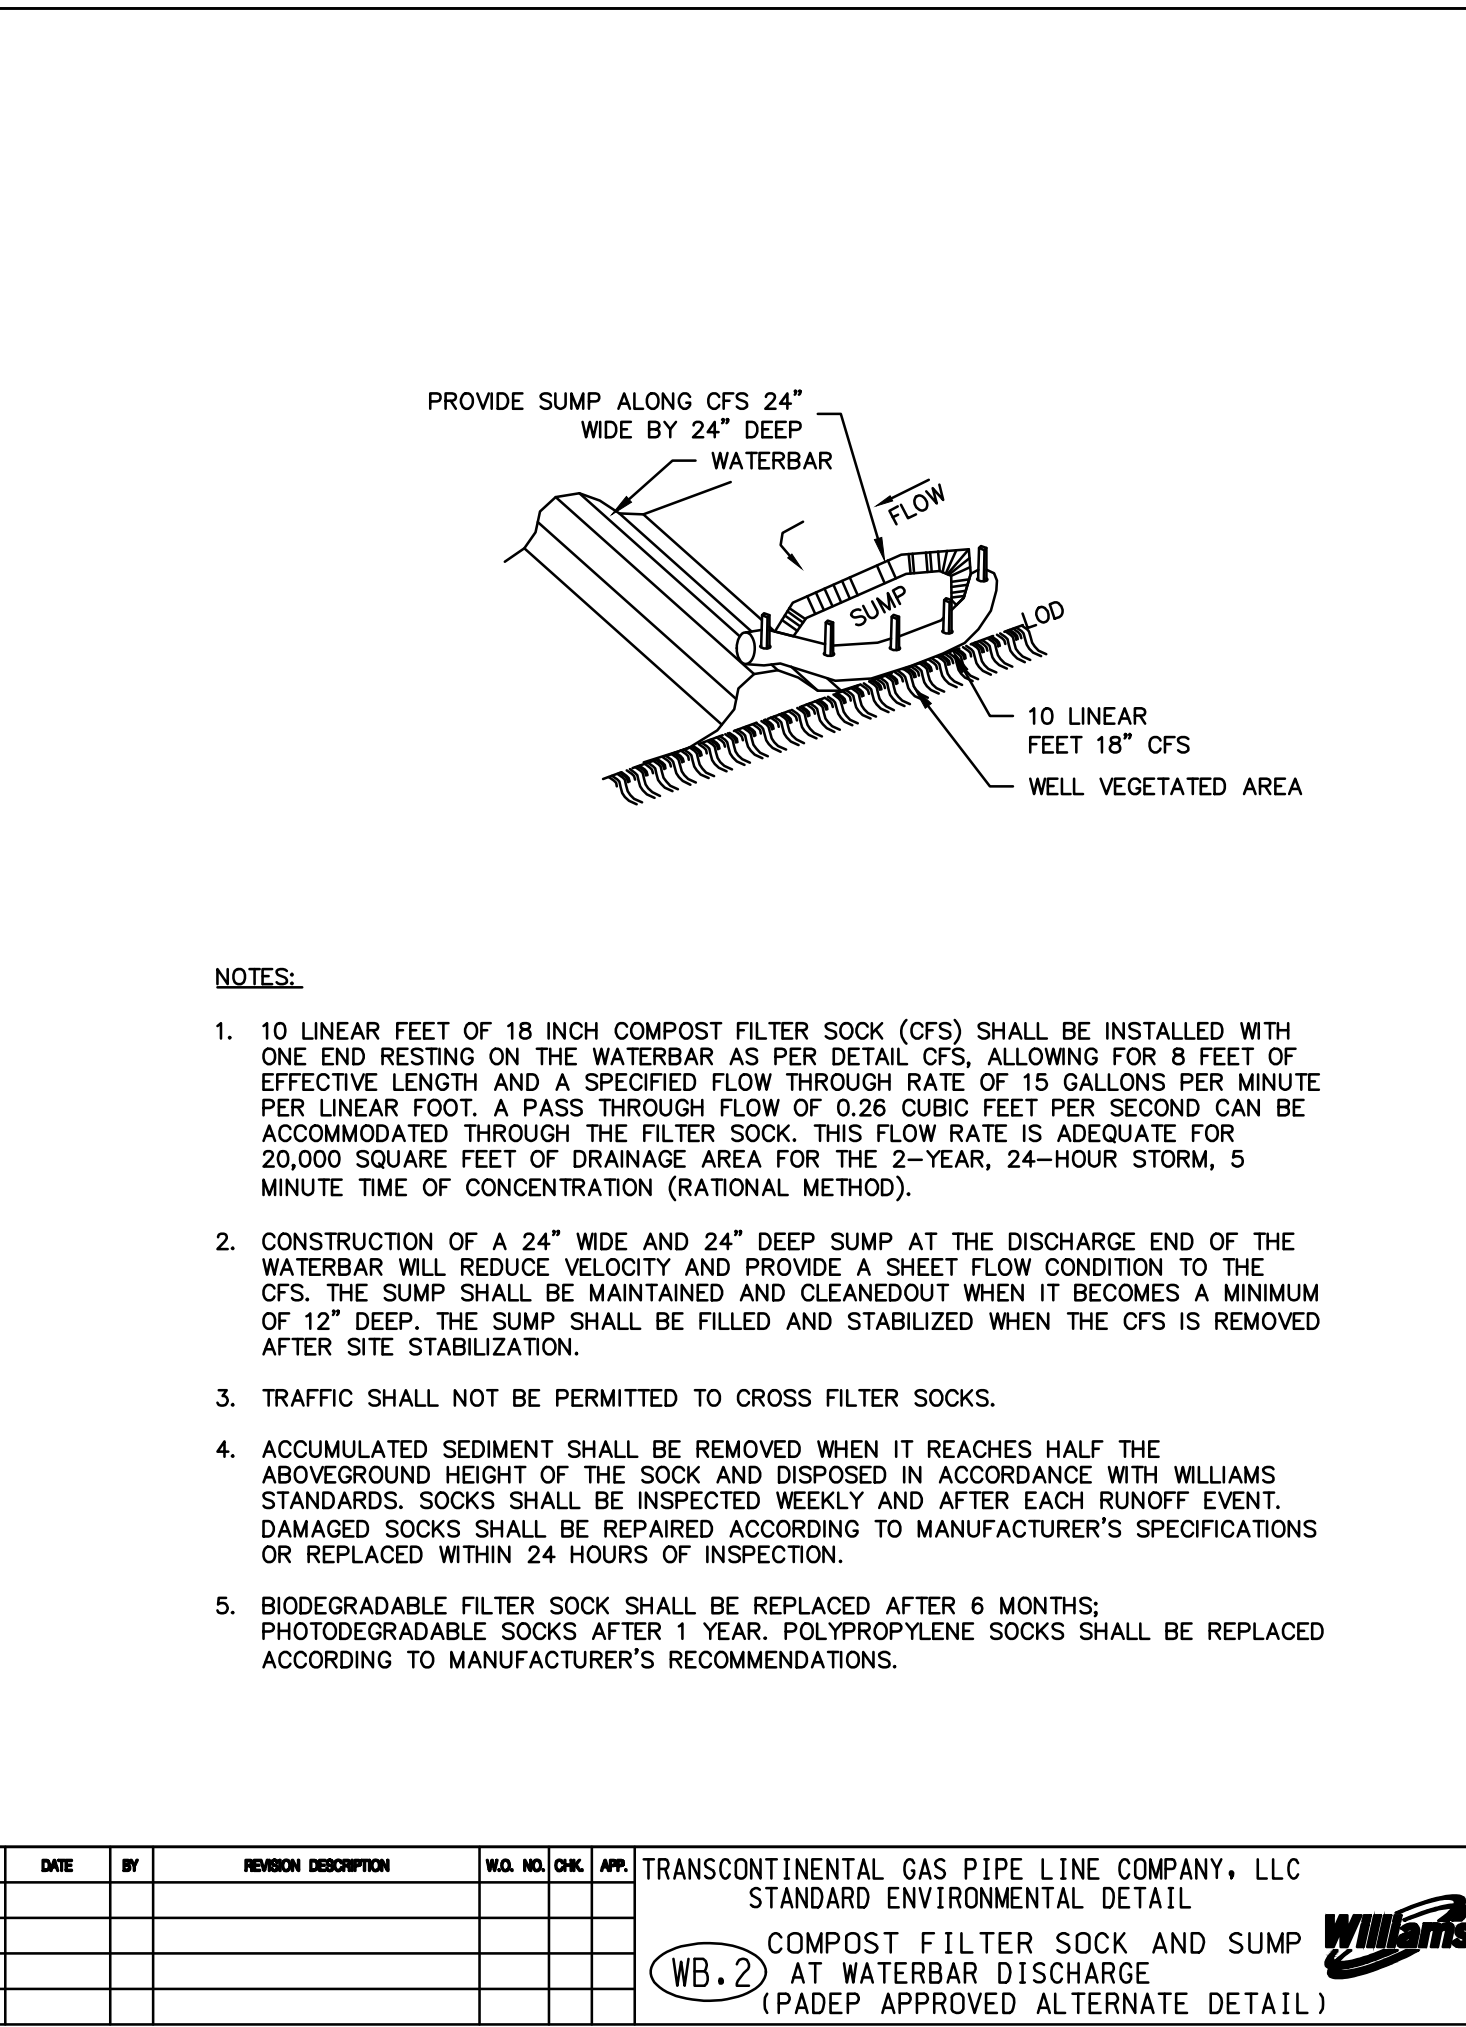 PROVIDE SUMP ALONG CFS 24"
WIDE BY 24" DEEP
WATERBAR
FLOW
SUMP
LOD
10 LINEAR
FEET 18" CFS
WELL VEGETATED AREA
NOTES:
1. 10 LINEAR FEET OF 18 INCH COMPOST FILTER SOCK (CFS) SHALL BE INSTALLED WITH
ONE END RESTING ON THE WATERBAR AS PER DETAIL CFS, ALLOWING FOR 8 FEET OF
EFFECTIVE LENGTH AND A SPECIFIED FLOW THROUGH RATE OF 15 GALLONS PER MINUTE
PER LINEAR FOOT. A PASS THROUGH FLOW OF 0.26 CUBIC FEET PER SECOND CAN BE
ACCOMMODATED THROUGH THE FILTER SOCK. THIS FLOW RATE IS ADEQUATE FOR
20,000 SQUARE FEET OF DRAINAGE AREA FOR THE 2-YEAR, 24-HOUR STORM, 5
MINUTE TIME OF CONCENTRATION (RATIONAL METHOD).
2. CONSTRUCTION OF A 24" WIDE AND 24" DEEP SUMP AT THE DISCHARGE END OF THE
WATERBAR WILL REDUCE VELOCITY AND PROVIDE A SHEET FLOW CONDITION TO THE
CFS. THE SUMP SHALL BE MAINTAINED AND CLEANEDOUT WHEN IT BECOMES A MINIMUM
OF 12" DEEP. THE SUMP SHALL BE FILLED AND STABILIZED WHEN THE CFS IS REMOVED
AFTER SITE STABILIZATION.
3. TRAFFIC SHALL NOT BE PERMITTED TO CROSS FILTER SOCKS.
4. ACCUMULATED SEDIMENT SHALL BE REMOVED WHEN IT REACHES HALF THE
ABOVEGROUND HEIGHT OF THE SOCK AND DISPOSED IN ACCORDANCE WITH WILLIAMS
STANDARDS. SOCKS SHALL BE INSPECTED WEEKLY AND AFTER EACH RUNOFF EVENT.
DAMAGED SOCKS SHALL BE REPAIRED ACCORDING TO MANUFACTURER'S SPECIFICATIONS
OR REPLACED WITHIN 24 HOURS OF INSPECTION.
5. BIODEGRADABLE FILTER SOCK SHALL BE REPLACED AFTER 6 MONTHS;
PHOTODEGRADABLE SOCKS AFTER 1 YEAR. POLYPROPYLENE SOCKS SHALL BE REPLACED
ACCORDING TO MANUFACTURER'S RECOMMENDATIONS.
DATE BY REVISION DESCRIPTION W.O. NO. CHK. APP.
TRANSCONTINENTAL GAS PIPE LINE COMPANY, LLC
STANDARD ENVIRONMENTAL DETAIL
WB.2
COMPOST FILTER SOCK AND SUMP
AT WATERBAR DISCHARGE
(PADEP APPROVED ALTERNATE DETAIL)
Williams